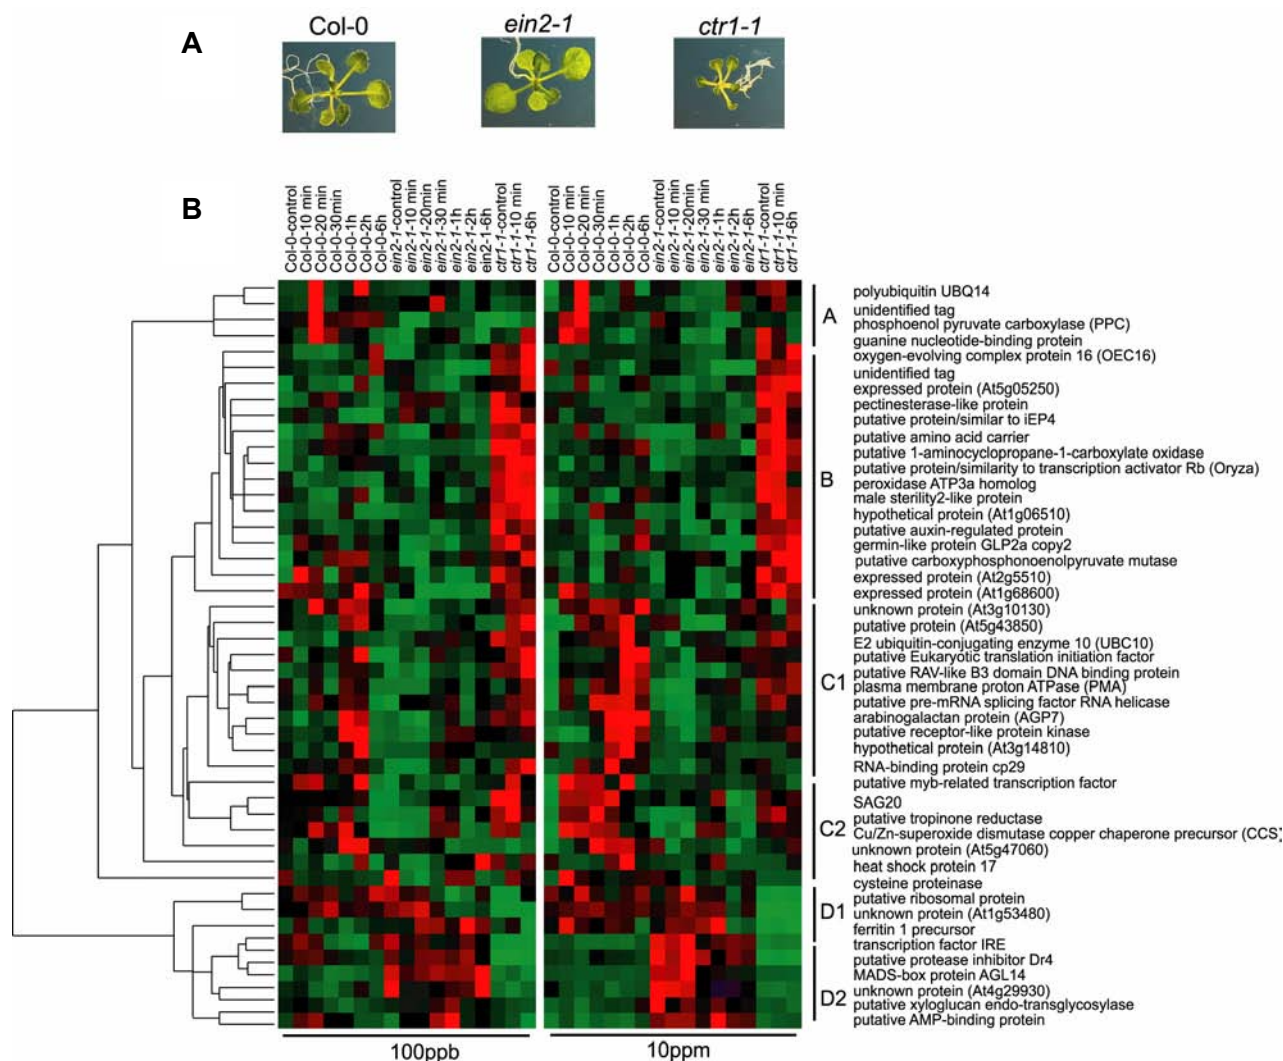 A
Col-0
ein2-1
ctr1-1
B
Col-0-control
Col-0-10 min
Col-0-20 min
Col-0-30min
Col-0-1h
Col-0-2h
Col-0-6h
ein2-1-control
ein2-1-10 min
ein2-1-20min
ein2-1-30 min
ein2-1-1h
ein2-1-2h
ein2-1-6h
ctr1-1-control
ctr1-1-10 min
ctr1-1-6h
Col-0-control
Col-0-10 min
Col-0-20 min
Col-0-30min
Col-0-1h
Col-0-2h
Col-0-6h
ein2-1-control
ein2-1-10 min
ein2-1-20min
ein2-1-30 min
ein2-1-1h
ein2-1-2h
ein2-1-6h
ctr1-1-control
ctr1-1-10 min
ctr1-1-6h
A
B
C1
C2
D1
D2
polyubiquitin UBQ14
unidentified tag
phosphoenol pyruvate carboxylase (PPC)
guanine nucleotide-binding protein
oxygen-evolving complex protein 16 (OEC16)
unidentified tag
expressed protein (At5g05250)
pectinesterase-like protein
putative protein/similar to iEP4
putative amino acid carrier
putative 1-aminocyclopropane-1-carboxylate oxidase
putative protein/similarity to transcription activator Rb (Oryza)
peroxidase ATP3a homolog
male sterility2-like protein
hypothetical protein (At1g06510)
putative auxin-regulated protein
germin-like protein GLP2a copy2
putative carboxyphosphonoenolpyruvate mutase
expressed protein (At2g5510)
expressed protein (At1g68600)
unknown protein (At3g10130)
putative protein (At5g43850)
E2 ubiquitin-conjugating enzyme 10 (UBC10)
putative Eukaryotic translation initiation factor
putative RAV-like B3 domain DNA binding protein
plasma membrane proton ATPase (PMA)
putative pre-mRNA splicing factor RNA helicase
arabinogalactan protein (AGP7)
putative receptor-like protein kinase
hypothetical protein (At3g14810)
RNA-binding protein cp29
putative myb-related transcription factor
SAG20
putative tropinone reductase
Cu/Zn-superoxide dismutase copper chaperone precursor (CCS)
unknown protein (At5g47060)
heat shock protein 17
cysteine proteinase
putative ribosomal protein
unknown protein (At1g53480)
ferritin 1 precursor
transcription factor IRE
putative protease inhibitor Dr4
MADS-box protein AGL14
unknown protein (At4g29930)
putative xyloglucan endo-transglycosylase
putative AMP-binding protein
100ppb
10ppm